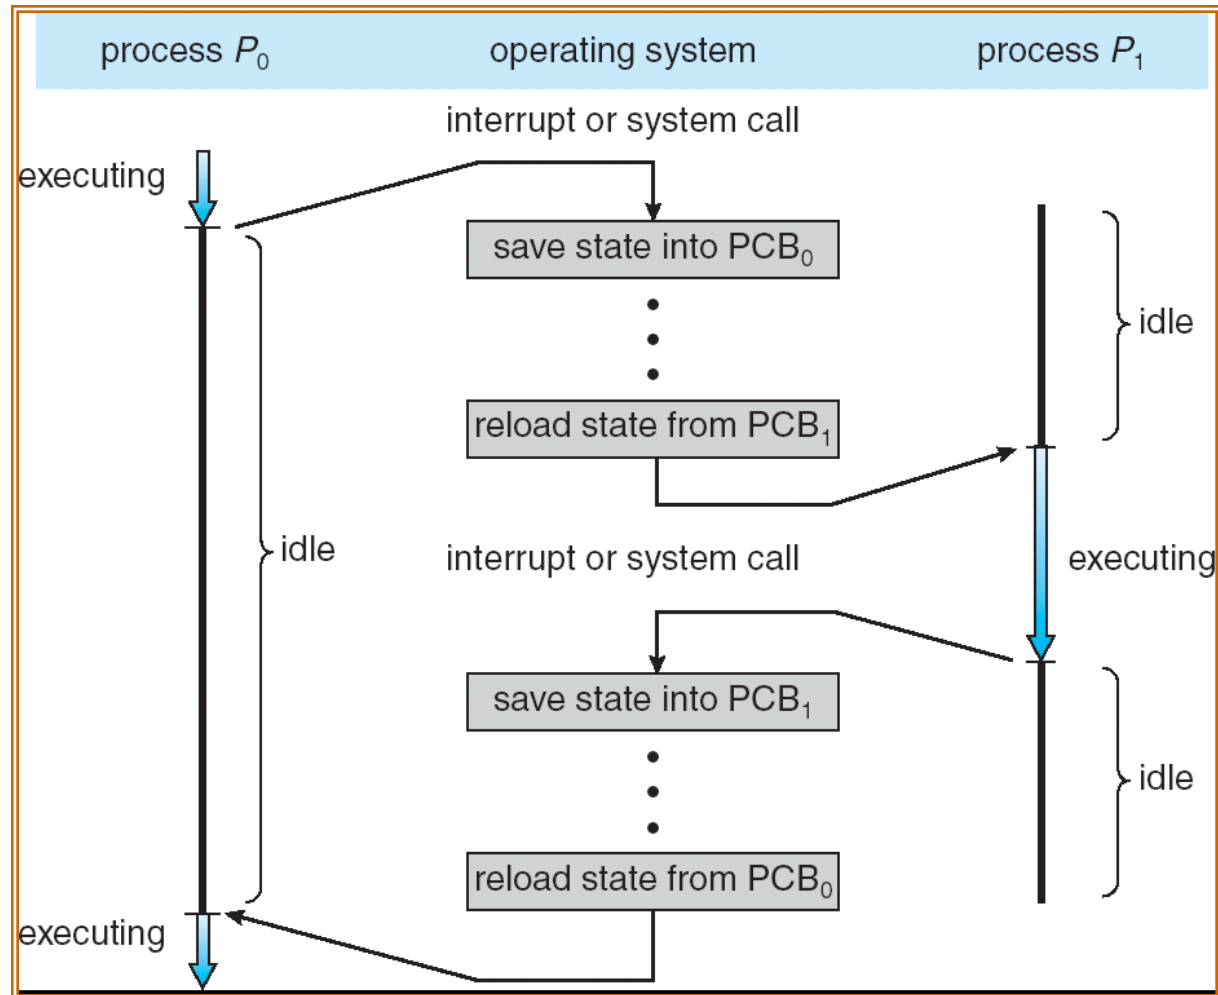 process P₀ operating system process P₁
interrupt or system call
executing
save state into PCB₀
idle
reload state from PCB₁
idle
interrupt or system call
executing
save state into PCB₁
idle
reload state from PCB₀
executing